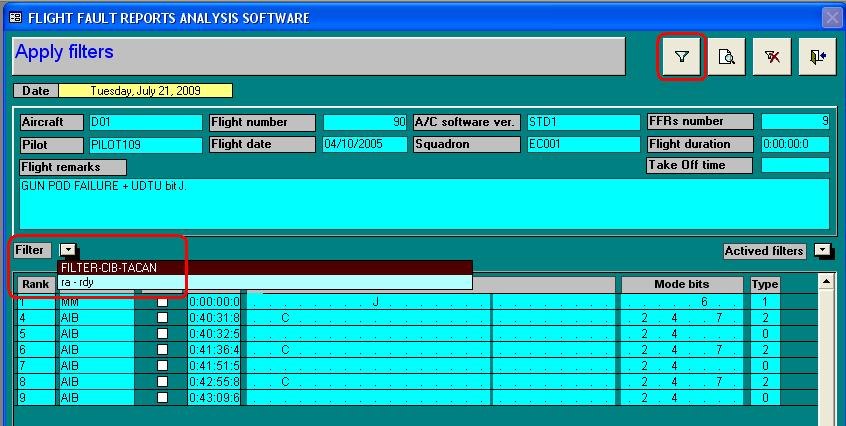 FLIGHT FAULT REPORTS ANALYSIS SOFTWARE
Apply filters
Date Tuesday, July 21, 2009
Aircraft D01 Flight number 90 A/C software ver. STD1 FFRs number 9
Pilot PILOT109 Flight date 04/10/2005 Squadron EC001 Flight duration 0:00:00:0
Flight remarks Take Off time
GUN POD FAILURE + UDTU bit J.
Filter Actived filters
FILTER-CIB-TACAN
ra - rdy
Rank Mode bits Type
1 MM 0:00:00:0 . . . . . . . . . J . . . . . . . . . . . 6 . . 1
4 AIB 0:40:31:8 . . C . . . . . . . . . . . . . . . . 2 . 4 . . 7 . 2
5 AIB 0:40:32:5 . . . . . . . . . . . . . . . . . . . 2 . 4 . . . . 0
6 AIB 0:41:36:4 . . C . . . . . . . . . . . . . . . . 2 . 4 . . 7 . 2
7 AIB 0:41:51:5 . . . . . . . . . . . . . . . . . . . 2 . 4 . . . . 0
8 AIB 0:42:55:8 . . C . . . . . . . . . . . . . . . . 2 . 4 . . 7 . 2
9 AIB 0:43:09:6 . . . . . . . . . . . . . . . . . . . 2 . 4 . . . . 0